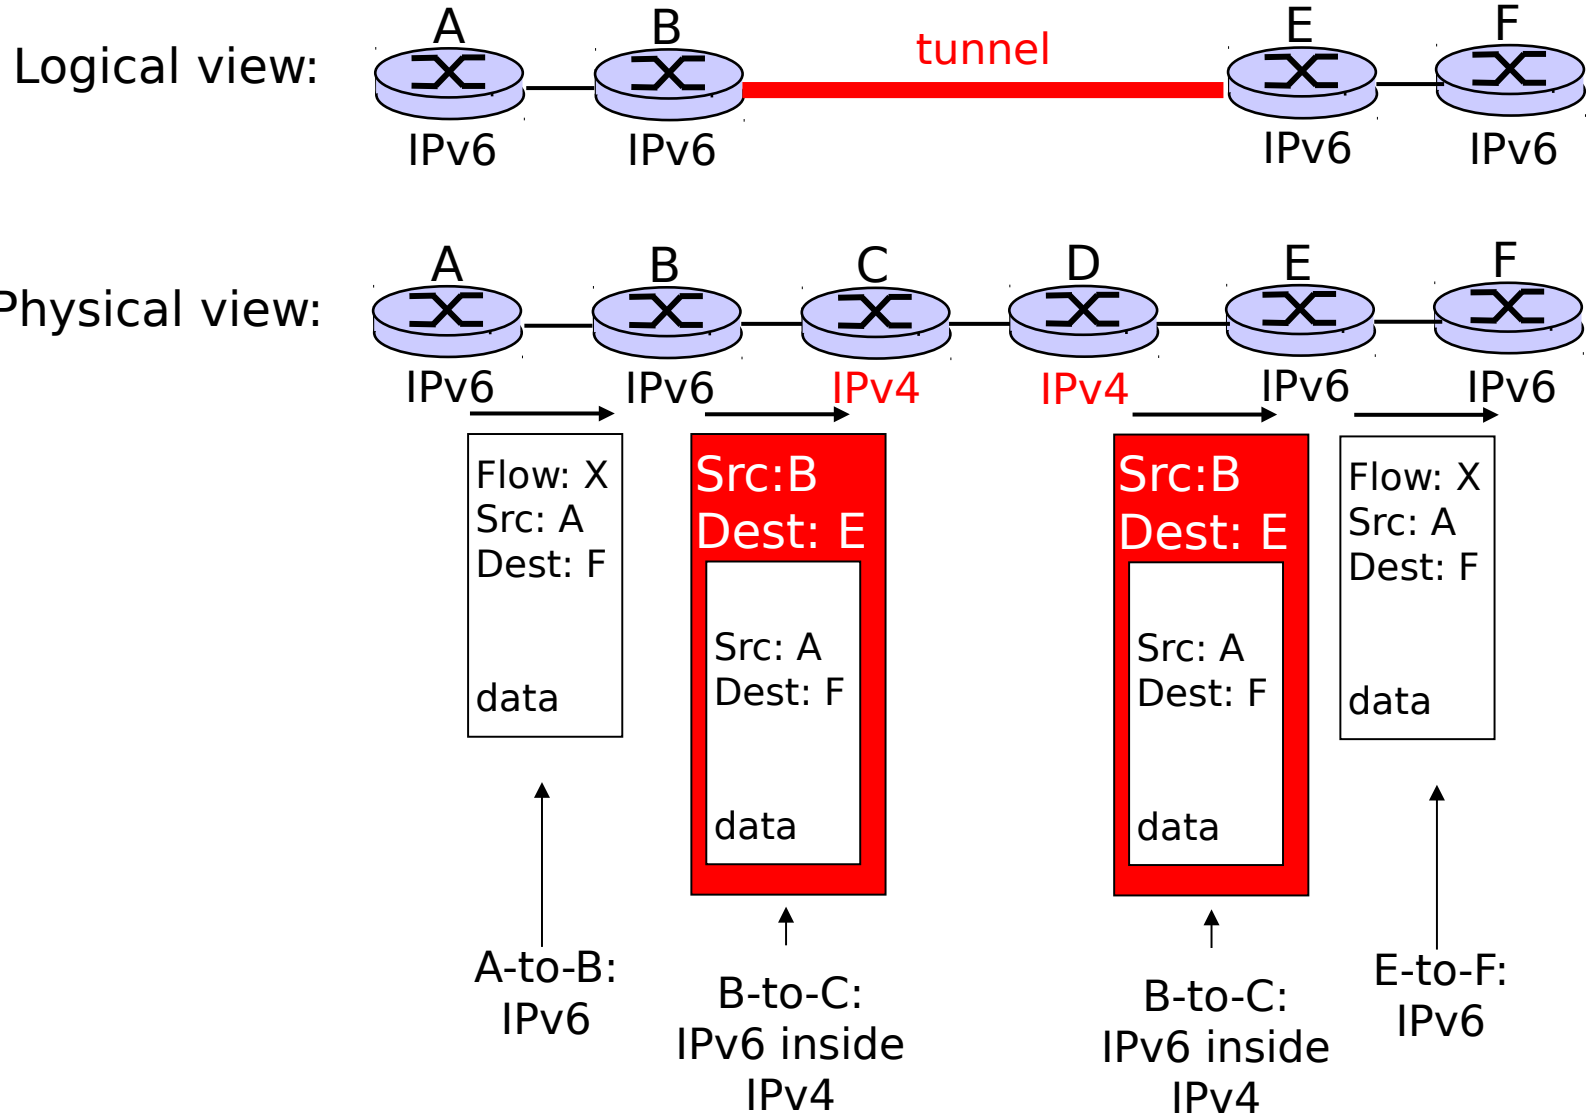 A B E F
Logical view: tunnel
IPv6 IPv6 IPv6 IPv6
A B C D E F
Physical view:
IPv6 IPv6 IPv4 IPv4 IPv6 IPv6
Flow: X
Src: A
Dest: F
data
Src:B
Dest: E
Src: A
Dest: F
data
Src:B
Dest: E
Src: A
Dest: F
data
Flow: X
Src: A
Dest: F
data
A-to-B:
IPv6
B-to-C:
IPv6 inside
IPv4
B-to-C:
IPv6 inside
IPv4
E-to-F:
IPv6